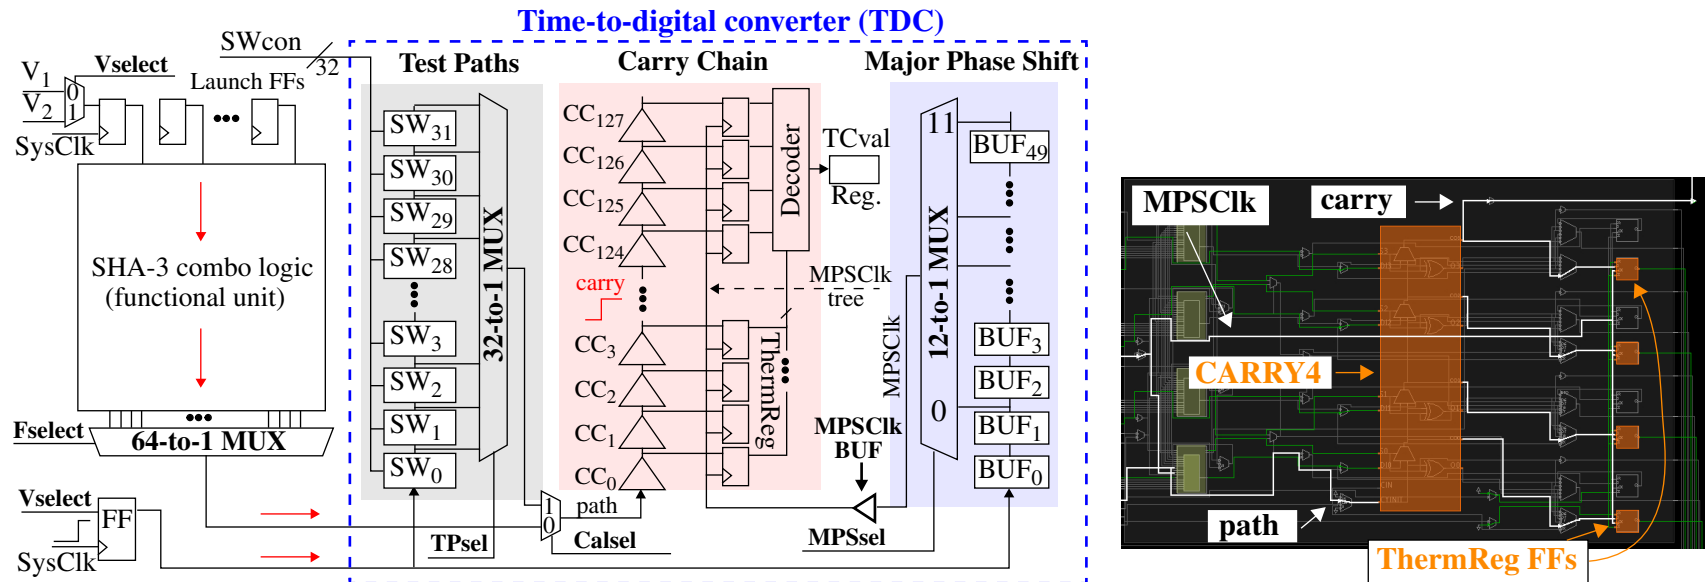 Time-to-digital converter (TDC)
SWcon
32
V1
Vselect
0
V2
1
Launch FFs
SysClk
SHA-3 combo logic
(functional unit)
Fselect
64-to-1 MUX
Vselect
FF
SysClk
Test Paths
SW31
SW30
SW29
SW28
SW3
SW2
SW1
SW0
32-to-1 MUX
TPsel
1
0
path
Calsel
Carry Chain
CC127
CC126
CC125
CC124
carry
CC3
CC2
CC1
CC0
Decoder
ThermReg
TCval
Reg.
MPSClk
tree
MPSClk
MPSClk
BUF
MPSsel
Major Phase Shift
11
0
12-to-1 MUX
BUF49
BUF3
BUF2
BUF1
BUF0
MPSClk
carry
CARRY4
path
ThermReg FFs